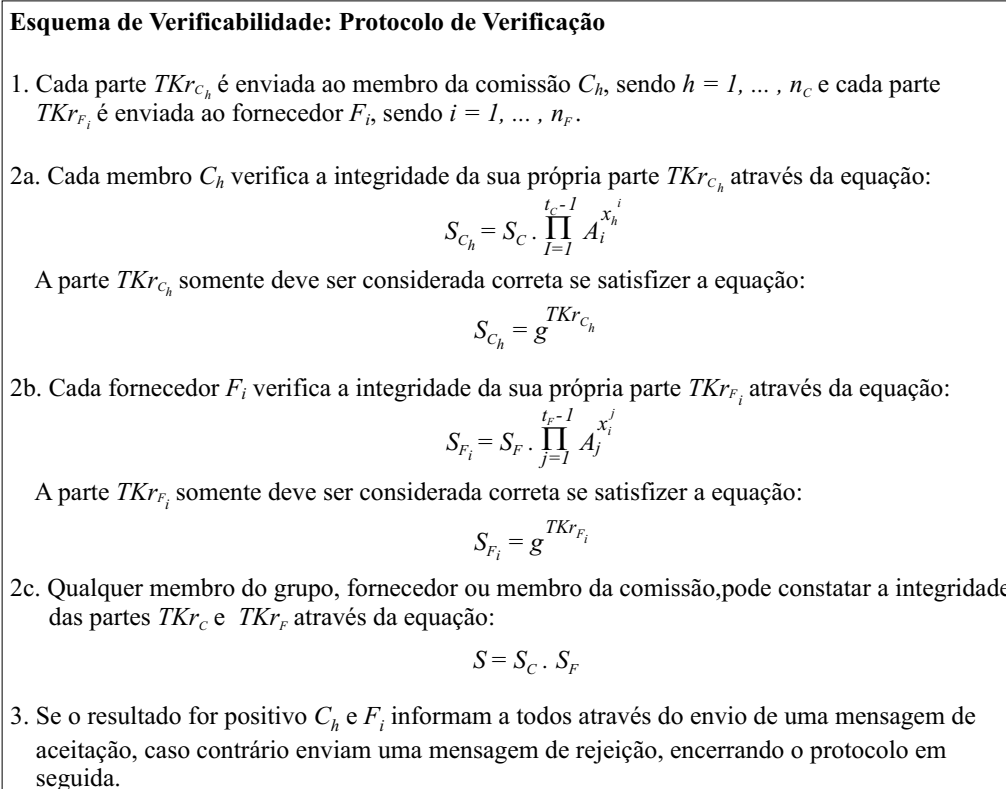 Esquema de Verificabilidade: Protocolo de Verificação
1. Cada parte TKr_{C_h} é enviada ao membro da comissão C_h, sendo h = 1, ... , n_C e cada parte
TKr_{F_i} é enviada ao fornecedor F_i, sendo i = 1, ... , n_F.
2a. Cada membro C_h verifica a integridade da sua própria parte TKr_{C_h} através da equação:
S_{C_h} = S_C . ∏_{I=1}^{t_C-1} A_i^{x_h^i}
A parte TKr_{C_h} somente deve ser considerada correta se satisfizer a equação:
S_{C_h} = g^{TKr_{C_h}}
2b. Cada fornecedor F_i verifica a integridade da sua própria parte TKr_{F_i} através da equação:
S_{F_i} = S_F . ∏_{j=1}^{t_F-1} A_j^{x_i^j}
A parte TKr_{F_i} somente deve ser considerada correta se satisfizer a equação:
S_{F_i} = g^{TKr_{F_i}}
2c. Qualquer membro do grupo, fornecedor ou membro da comissão,pode constatar a integridade
das partes TKr_C e TKr_F através da equação:
S = S_C . S_F
3. Se o resultado for positivo C_h e F_i informam a todos através do envio de uma mensagem de
aceitação, caso contrário enviam uma mensagem de rejeição, encerrando o protocolo em
seguida.